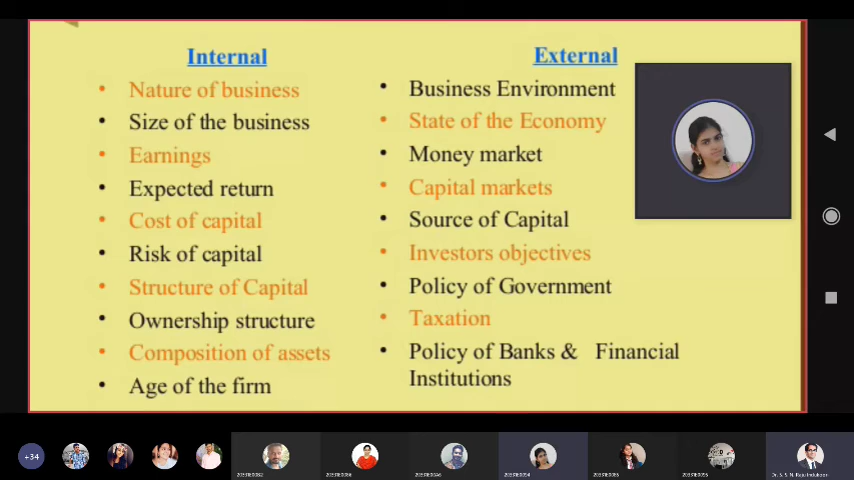 Internal
Nature of business
Size of the business
Earnings
Expected return
Cost of capital
Risk of capital
Structure of Capital
Ownership structure
Composition of assets
Age of the firm
External
Business Environment
State of the Economy
Money market
Capital markets
Source of Capital
Investors objectives
Policy of Government
Taxation
Policy of Banks & Financial
Institutions
+34